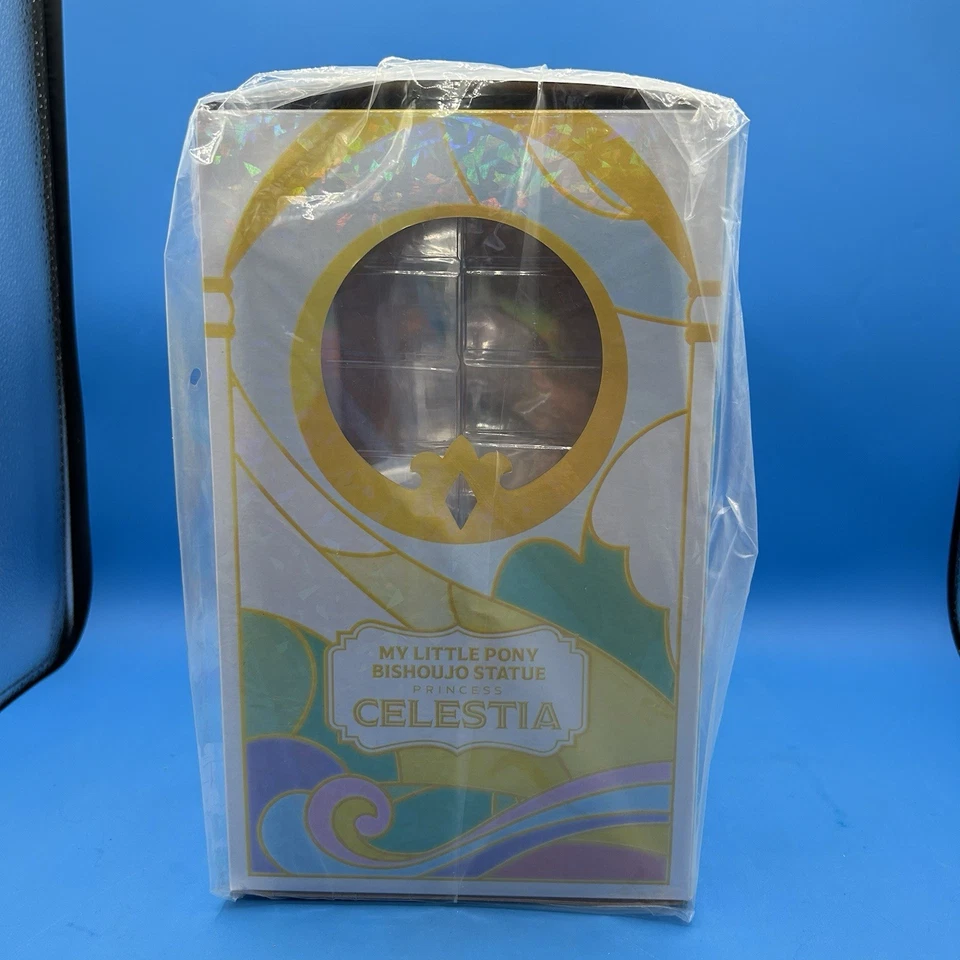 MY LITTLE PONY
BISHOUJO STATUE
PRINCESS
CELESTIA